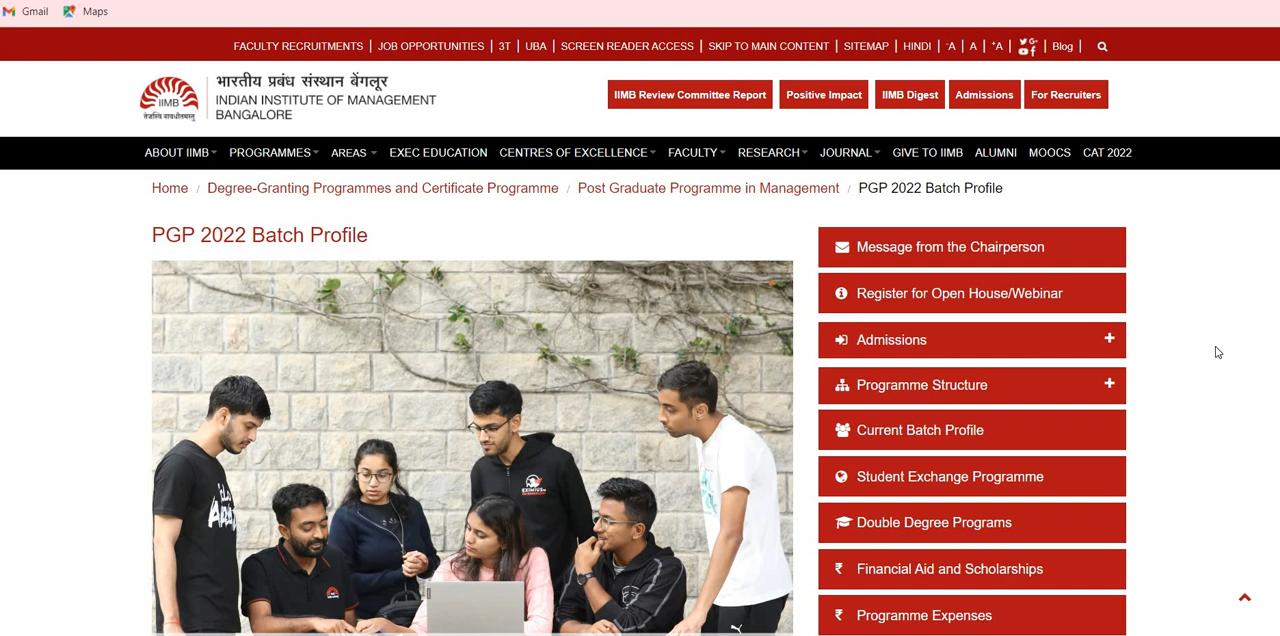 Gmail Maps
FACULTY RECRUITMENTS | JOB OPPORTUNITIES | 3T | UBA | SCREEN READER ACCESS | SKIP TO MAIN CONTENT | SITEMAP | HINDI | -A | A | +A | | Blog |
भारतीय प्रबंध संस्थान बेंगलूर
INDIAN INSTITUTE OF MANAGEMENT
BANGALORE
IIMB
तेजस्वि नावधीतमस्तु
IIMB Review Committee Report Positive Impact IIMB Digest Admissions For Recruiters
ABOUT IIMB PROGRAMMES AREAS EXEC EDUCATION CENTRES OF EXCELLENCE FACULTY RESEARCH JOURNAL GIVE TO IIMB ALUMNI MOOCS CAT 2022
Home / Degree-Granting Programmes and Certificate Programme / Post Graduate Programme in Management / PGP 2022 Batch Profile
PGP 2022 Batch Profile
EXIMIUS
Message from the Chairperson
Register for Open House/Webinar
Admissions +
Programme Structure +
Current Batch Profile
Student Exchange Programme
Double Degree Programs
₹ Financial Aid and Scholarships
₹ Programme Expenses